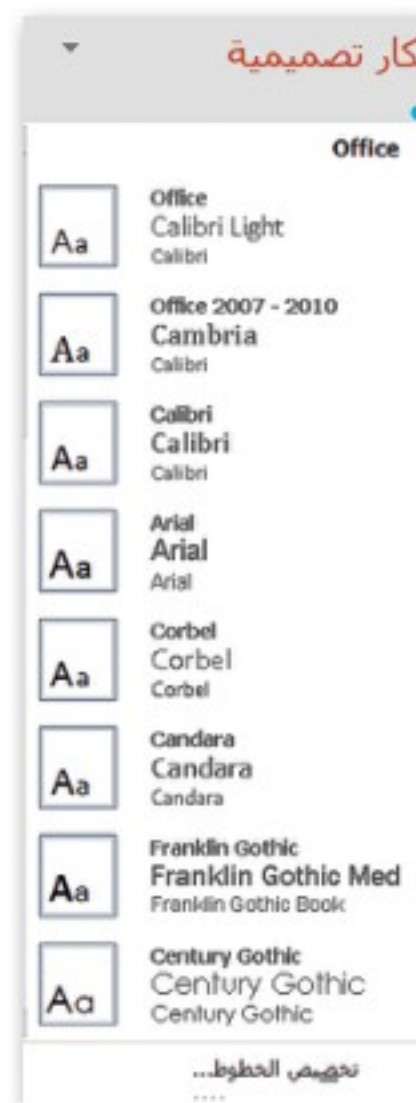 تصميمية
Office
Office
Calibri Light
Calibri
Office 2007 - 2010
Cambria
Calibri
Calibri
Calibri
Calibri
Arial
Arial
Arial
Corbel
Corbel
Corbel
Candara
Candara
Candara
Franklin Gothic
Franklin Gothic Med
Franklin Gothic Book
Century Gothic
Century Gothic
Century Gothic
تخصيص الخطوط...
Aa
Aa
Aa
Aa
Aa
Aa
Aa
Aa